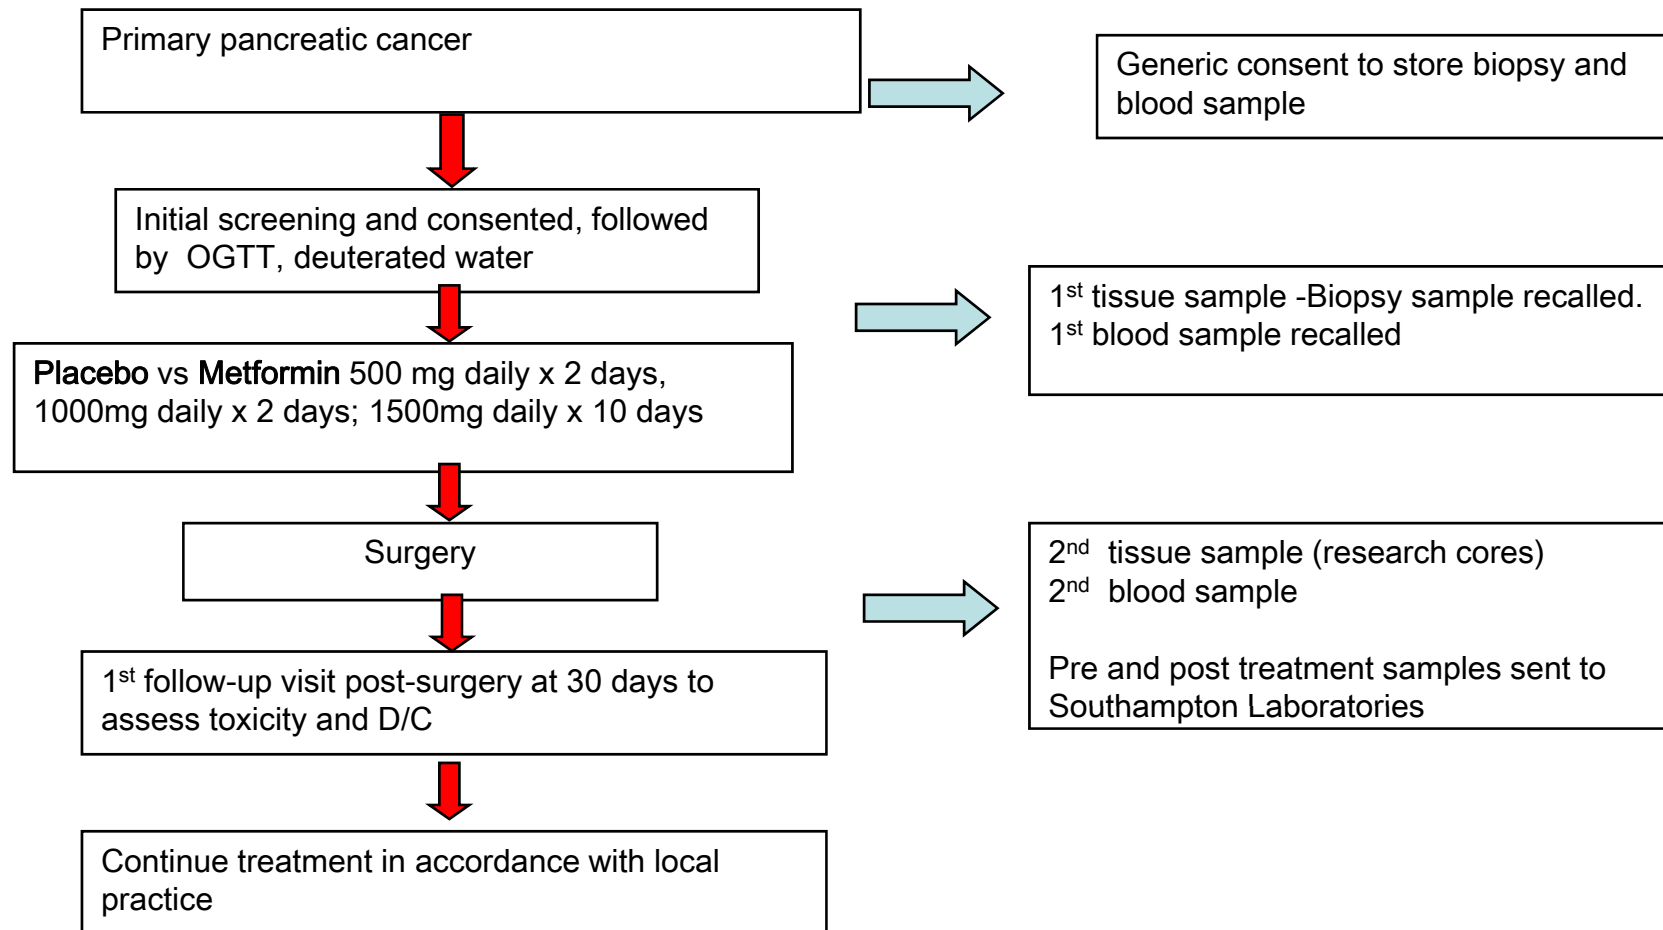 Primary pancreatic cancer
Generic consent to store biopsy and
blood sample
Initial screening and consented, followed
by OGTT, deuterated water
1st tissue sample -Biopsy sample recalled.
1st blood sample recalled
Placebo vs Metformin 500 mg daily x 2 days,
1000mg daily x 2 days; 1500mg daily x 10 days
Surgery
2nd tissue sample (research cores)
2nd blood sample
Pre and post treatment samples sent to
Southampton Laboratories
1st follow-up visit post-surgery at 30 days to
assess toxicity and D/C
Continue treatment in accordance with local
practice